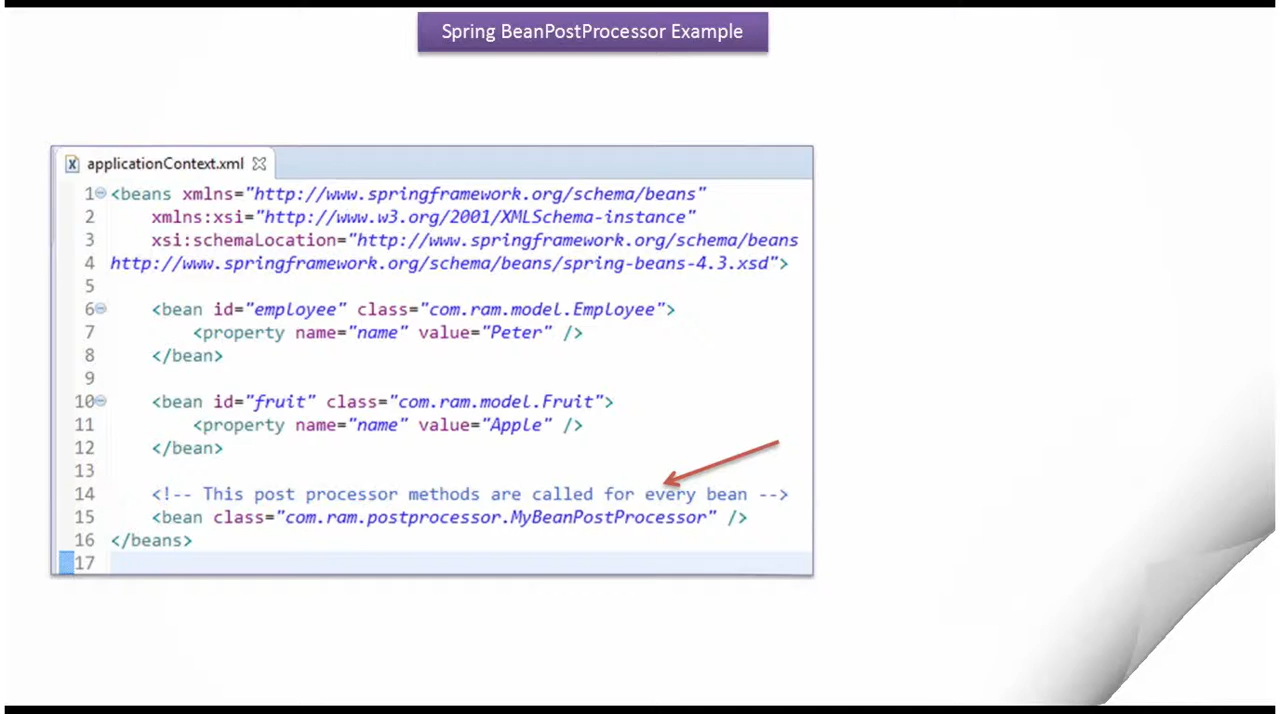 Spring BeanPostProcessor Example
applicationContext.xml
1 <beans xmlns="http://www.springframework.org/schema/beans"
2 xmlns:xsi="http://www.w3.org/2001/XMLSchema-instance"
3 xsi:schemaLocation="http://www.springframework.org/schema/beans
4 http://www.springframework.org/schema/beans/spring-beans-4.3.xsd">
5
6 <bean id="employee" class="com.ram.model.Employee">
7 <property name="name" value="Peter" />
8 </bean>
9
10 <bean id="fruit" class="com.ram.model.Fruit">
11 <property name="name" value="Apple" />
12 </bean>
13
14 <!-- This post processor methods are called for every bean -->
15 <bean class="com.ram.postprocessor.MyBeanPostProcessor" />
16 </beans>
17